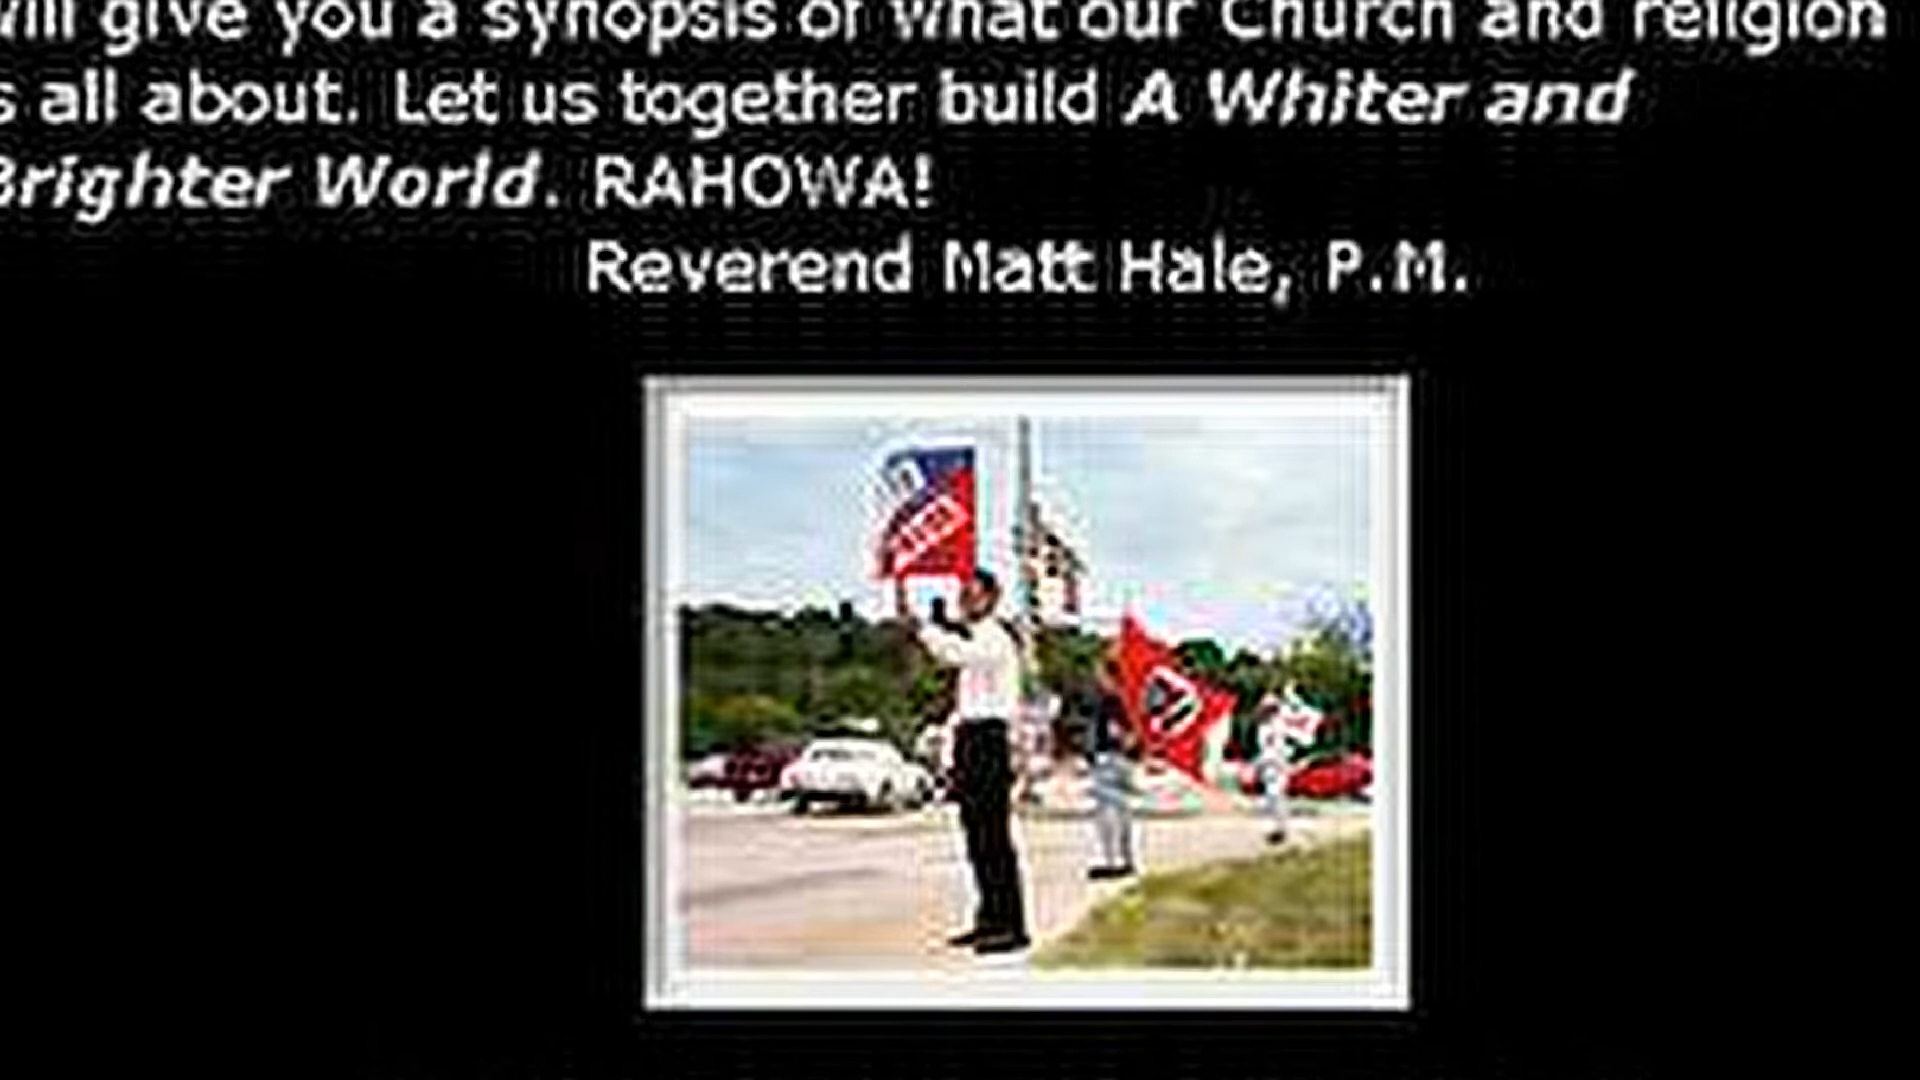 will give you a synopsis of what our Church and religion
s all about. Let us together build A Whiter and
Brighter World. RAHOWA!
Reverend Matt Hale, P.M.